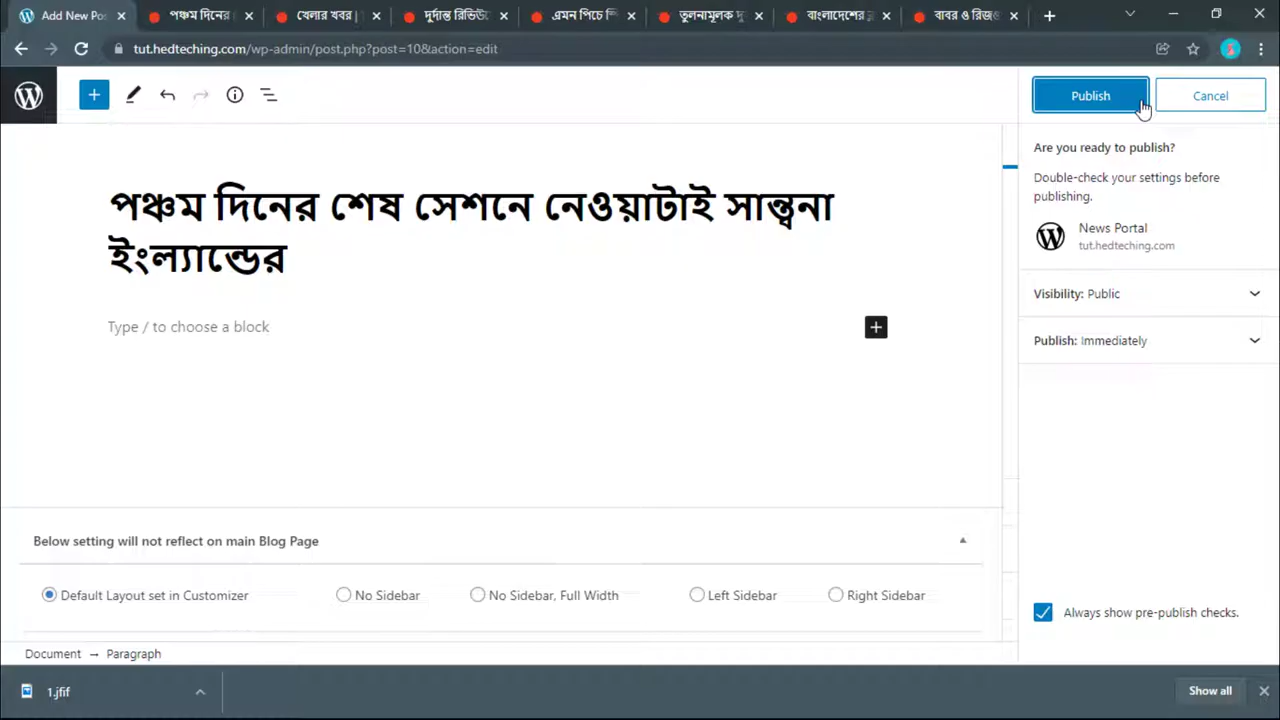 Add New Pos
পঞ্চম দিনের
খেলার খবর |
দুর্দান্ত রিভিউ
এমন পিচে
তুলনামূলক
বাংলাদেশের
বাবর ও রিজ
tut.hedteching.com/wp-admin/post.php?post=10&action=edit
Publish
Cancel
Are you ready to publish?
Double-check your settings before
publishing.
News Portal
tut.hedteching.com
Visibility: Public
Publish: Immediately
Always show pre-publish checks.
পঞ্চম দিনের শেষ সেশনে নেওয়াটাই সান্ত্বনা
ইংল্যান্ডের
Type / to choose a block
Below setting will not reflect on main Blog Page
Default Layout set in Customizer
No Sidebar
No Sidebar, Full Width
Left Sidebar
Right Sidebar
Document → Paragraph
1.jfif
Show all